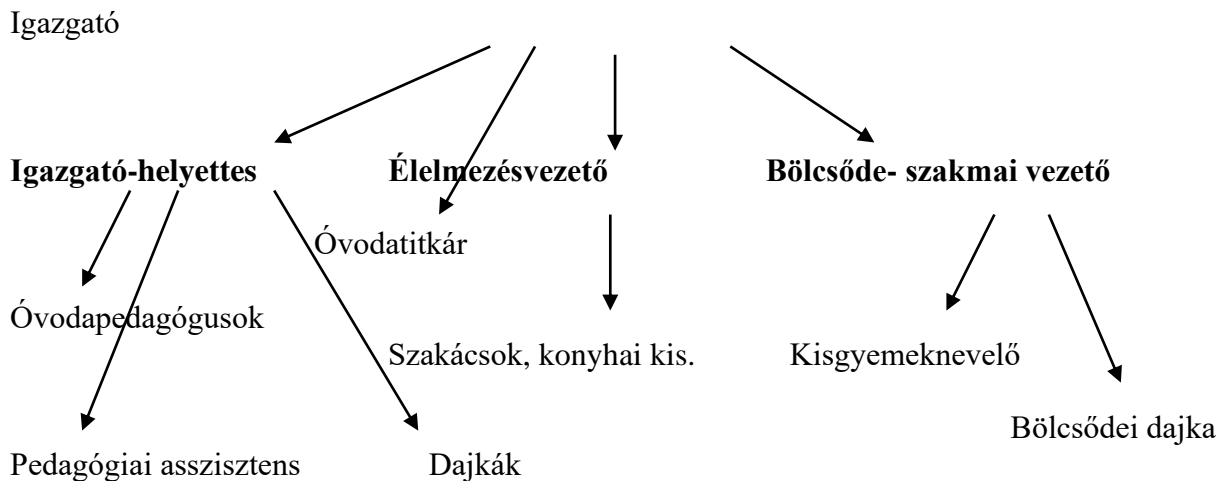 Igazgató
Igazgató-helyettes Élelmezésvezető Bölcsőde- szakmai vezető
Óvodatitkár
Óvodapedagógusok
Szakácsok, konyhai kis. Kisgyemeknevelő
Bölcsődei dajka
Pedagógiai asszisztens Dajkák